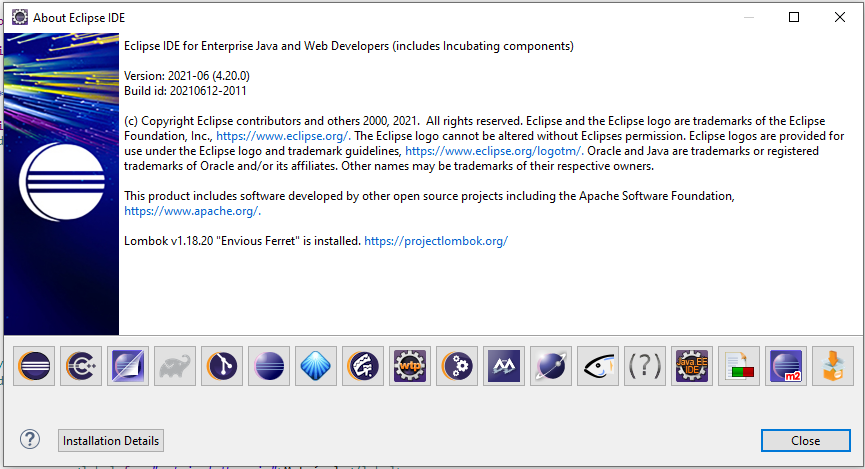 About Eclipse IDE
Eclipse IDE for Enterprise Java and Web Developers (includes Incubating components)
Version: 2021-06 (4.20.0)
Build id: 20210612-2011
(c) Copyright Eclipse contributors and others 2000, 2021.  All rights reserved. Eclipse and the Eclipse logo are trademarks of the Eclipse
Foundation, Inc., https://www.eclipse.org/. The Eclipse logo cannot be altered without Eclipses permission. Eclipse logos are provided for
use under the Eclipse logo and trademark guidelines, https://www.eclipse.org/logotm/. Oracle and Java are trademarks or registered
trademarks of Oracle and/or its affiliates. Other names may be trademarks of their respective owners.
This product includes software developed by other open source projects including the Apache Software Foundation,
https://www.apache.org/.
Lombok v1.18.20 "Envious Ferret" is installed. https://projectlombok.org/
C++
wtp
(?)
Java EE
IDE
m2
?
Installation Details
Close